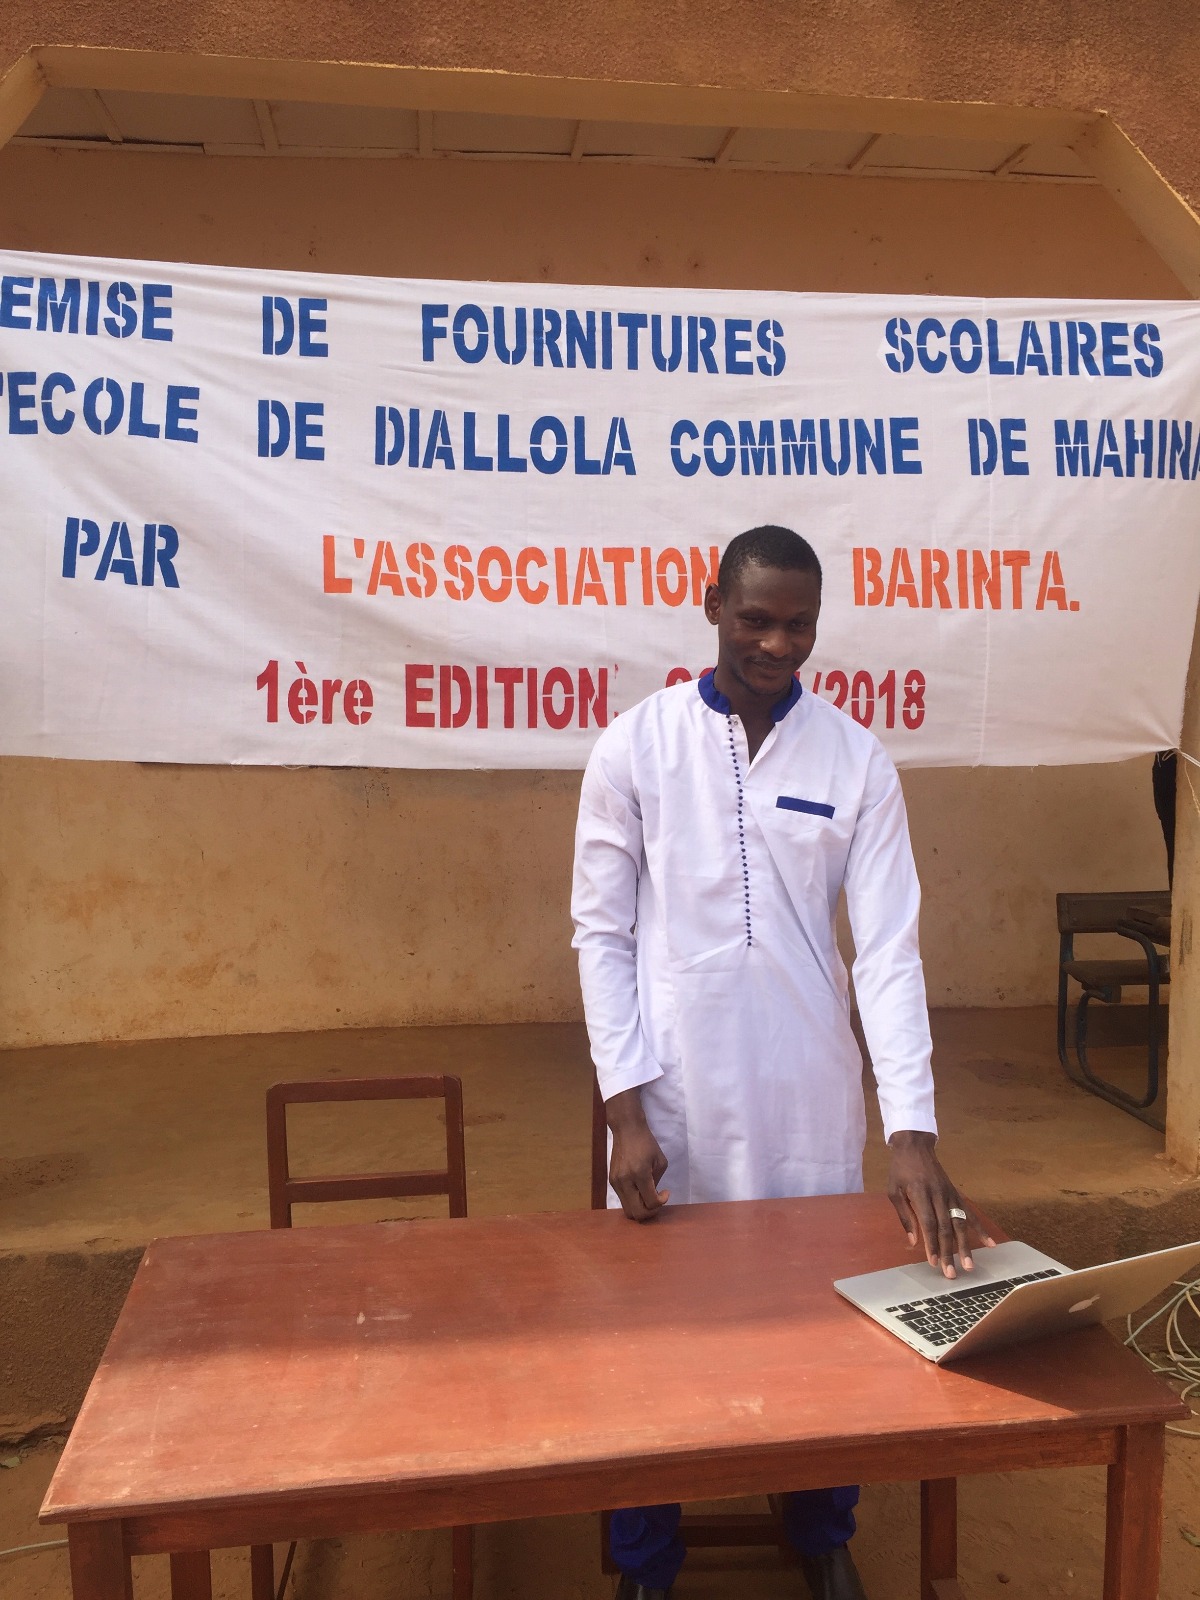 EMISE DE FOURNITURES SCOLAIRES
'ECOLE DE DIALLOLA COMMUNE DE MAHINA
PAR L'ASSOCIATION BARINTA.
1ère EDITION. /2018